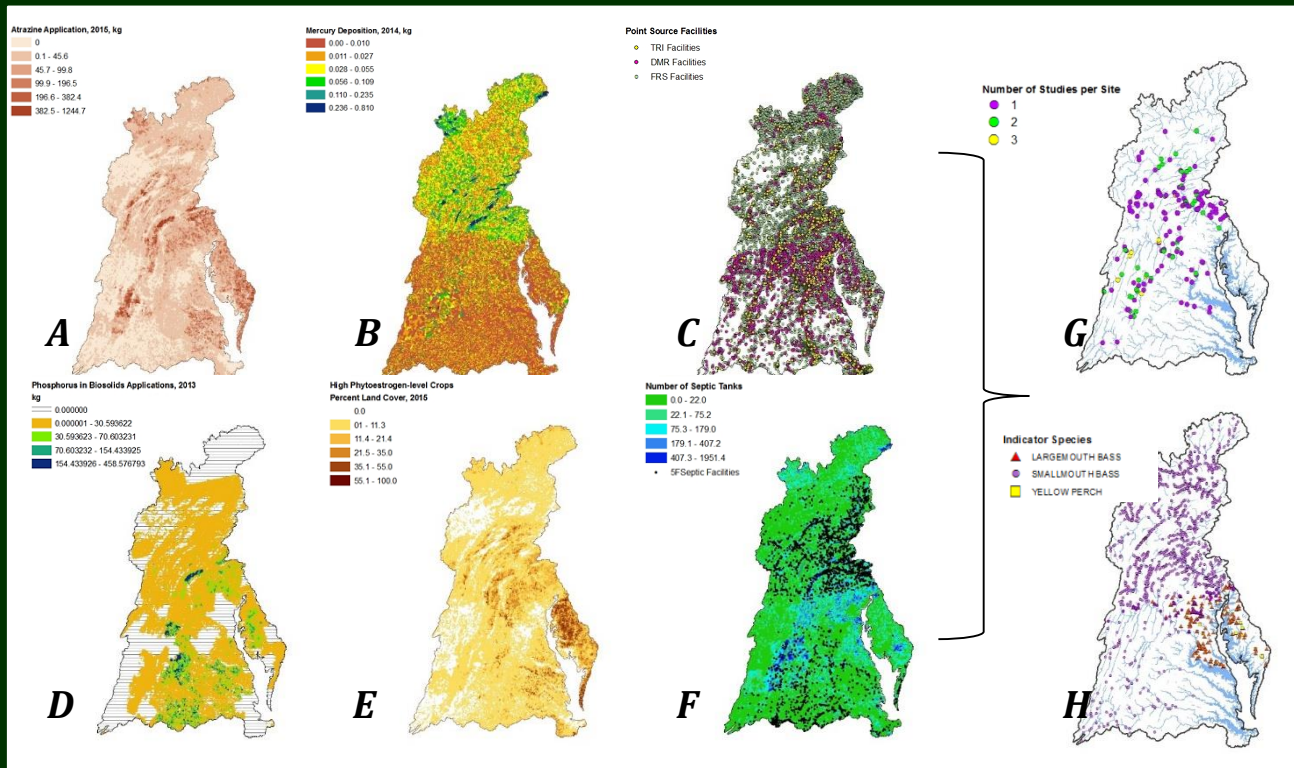 Atrazine Application, 2015, kg
0
0.1 - 45.6
45.7 - 99.8
99.9 - 196.5
196.6 - 382.4
382.5 - 1244.7
A
Mercury Deposition, 2014, kg
0.00 - 0.010
0.011 - 0.027
0.028 - 0.055
0.056 - 0.109
0.110 - 0.235
0.236 - 0.810
B
Point Source Facilities
TRI Facilities
DMR Facilities
FRS Facilities
C
Number of Studies per Site
1
2
3
G
Phosphorus in Biosolids Applications, 2013
kg
0.000000
0.000001 - 30.593622
30.593623 - 70.603231
70.603232 - 154.433925
154.433926 - 458.576793
D
High Phytoestrogen-level Crops
Percent Land Cover, 2015
0.0
01 - 11.3
11.4 - 21.4
21.5 - 35.0
35.1 - 55.0
55.1 - 100.0
E
Number of Septic Tanks
0.0 - 22.0
22.1 - 75.2
75.3 - 179.0
179.1 - 407.2
407.3 - 1951.4
5FSeptic Facilities
F
Indicator Species
LARGEMOUTH BASS
SMALLMOUTH BASS
YELLOW PERCH
H